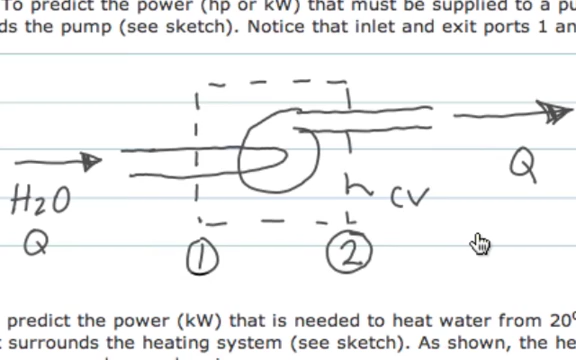 To predict the power (hp or kW) that must be supplied to a pu
ds the pump (see sketch). Notice that inlet and exit ports 1 an
H2O
Q
Q
CV
1
2
predict the power (kW) that is needed to heat water from 20°
surrounds the heating system (see sketch). As shown, the he